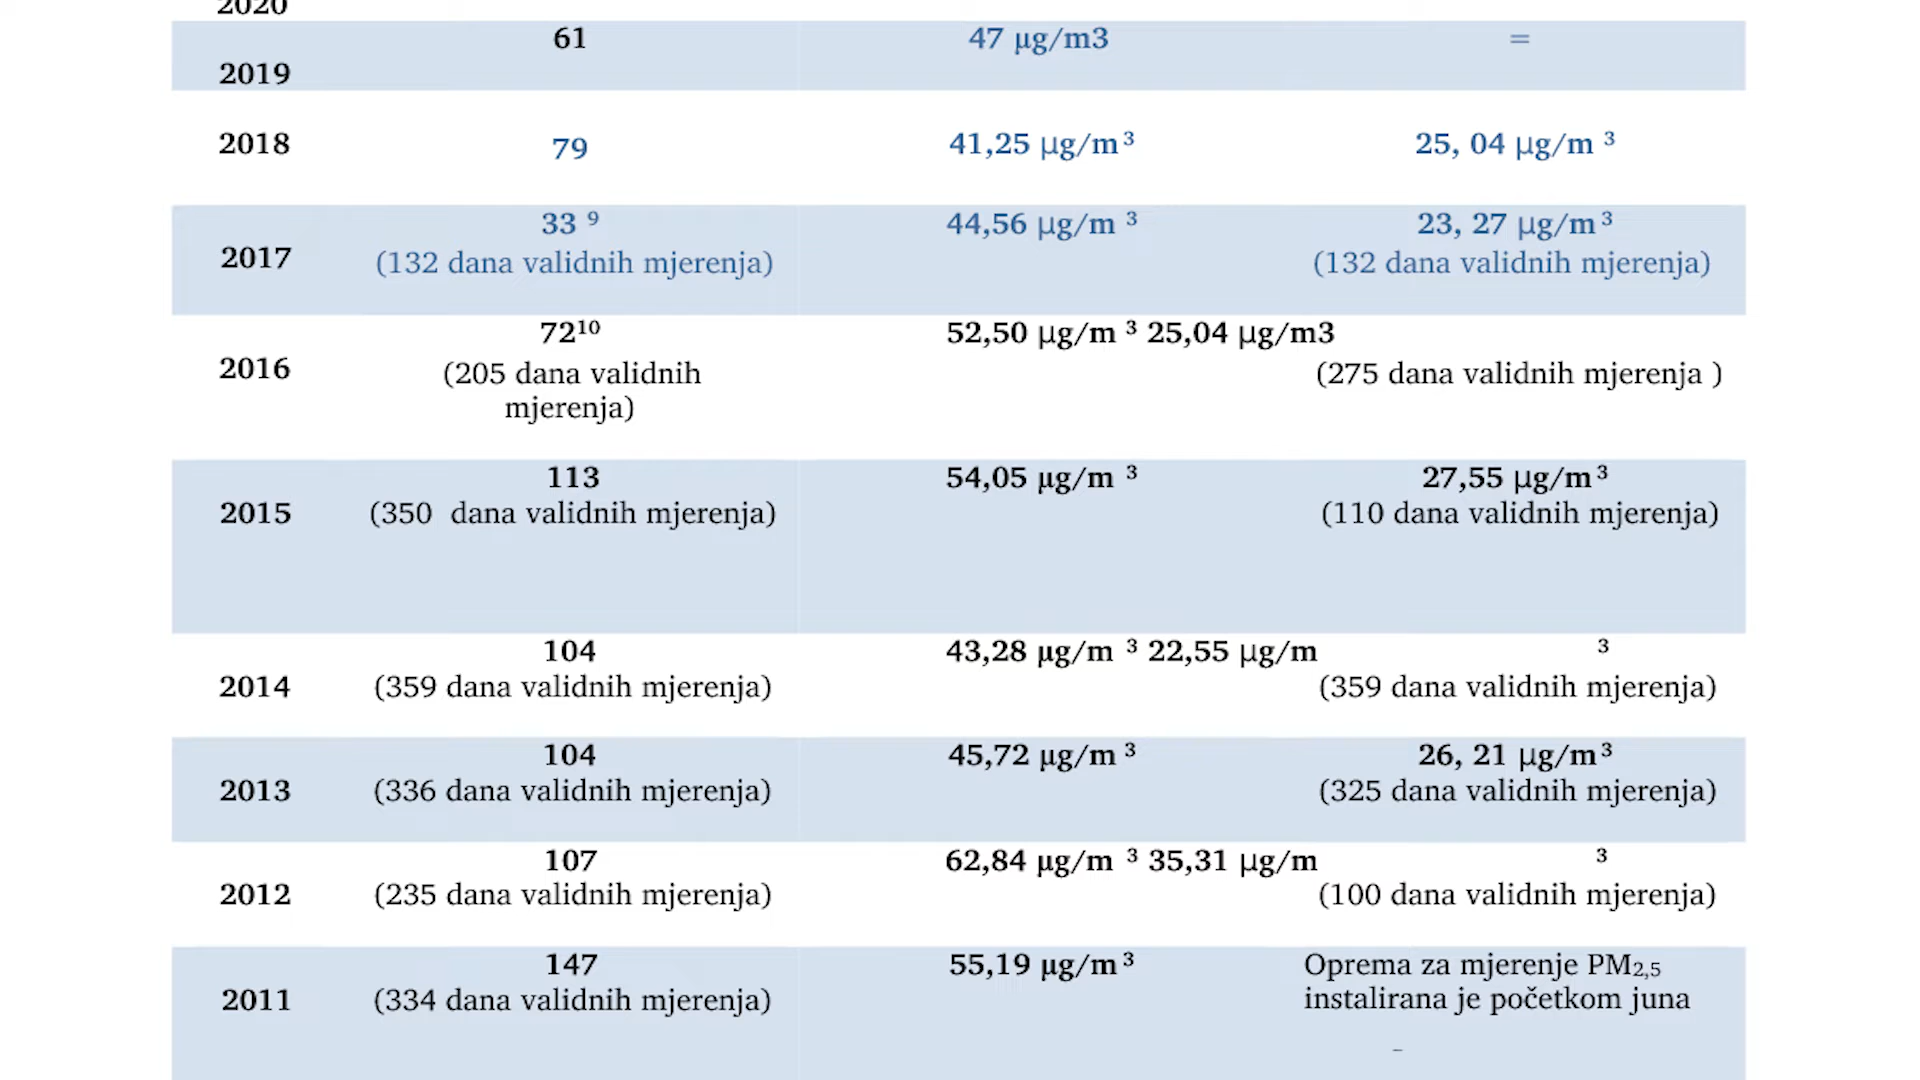 2020
61 47 µg/m3 =
2019
2018 79 41,25 µg/m ³ 25, 04 µg/m ³
33 ⁹ 44,56 µg/m ³ 23, 27 µg/m ³
2017 (132 dana validnih mjerenja) (132 dana validnih mjerenja)
72¹⁰ 52,50 µg/m ³ 25,04 µg/m3
2016 (205 dana validnih (275 dana validnih mjerenja )
mjerenja)
113 54,05 µg/m ³ 27,55 µg/m ³
2015 (350 dana validnih mjerenja) (110 dana validnih mjerenja)
104 43,28 µg/m ³ 22,55 µg/m ³
2014 (359 dana validnih mjerenja) (359 dana validnih mjerenja)
104 45,72 µg/m ³ 26, 21 µg/m ³
2013 (336 dana validnih mjerenja) (325 dana validnih mjerenja)
107 62,84 µg/m ³ 35,31 µg/m ³
2012 (235 dana validnih mjerenja) (100 dana validnih mjerenja)
147 55,19 µg/m ³ Oprema za mjerenje PM2,5
2011 (334 dana validnih mjerenja) instalirana je početkom juna
–